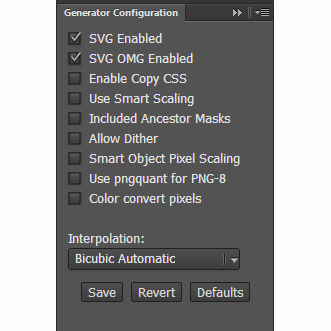 Generator Configuration
SVG Enabled
SVG OMG Enabled
Enable Copy CSS
Use Smart Scaling
Included Ancestor Masks
Allow Dither
Smart Object Pixel Scaling
Use pngquant for PNG-8
Color convert pixels
Interpolation:
Bicubic Automatic
Save Revert Defaults